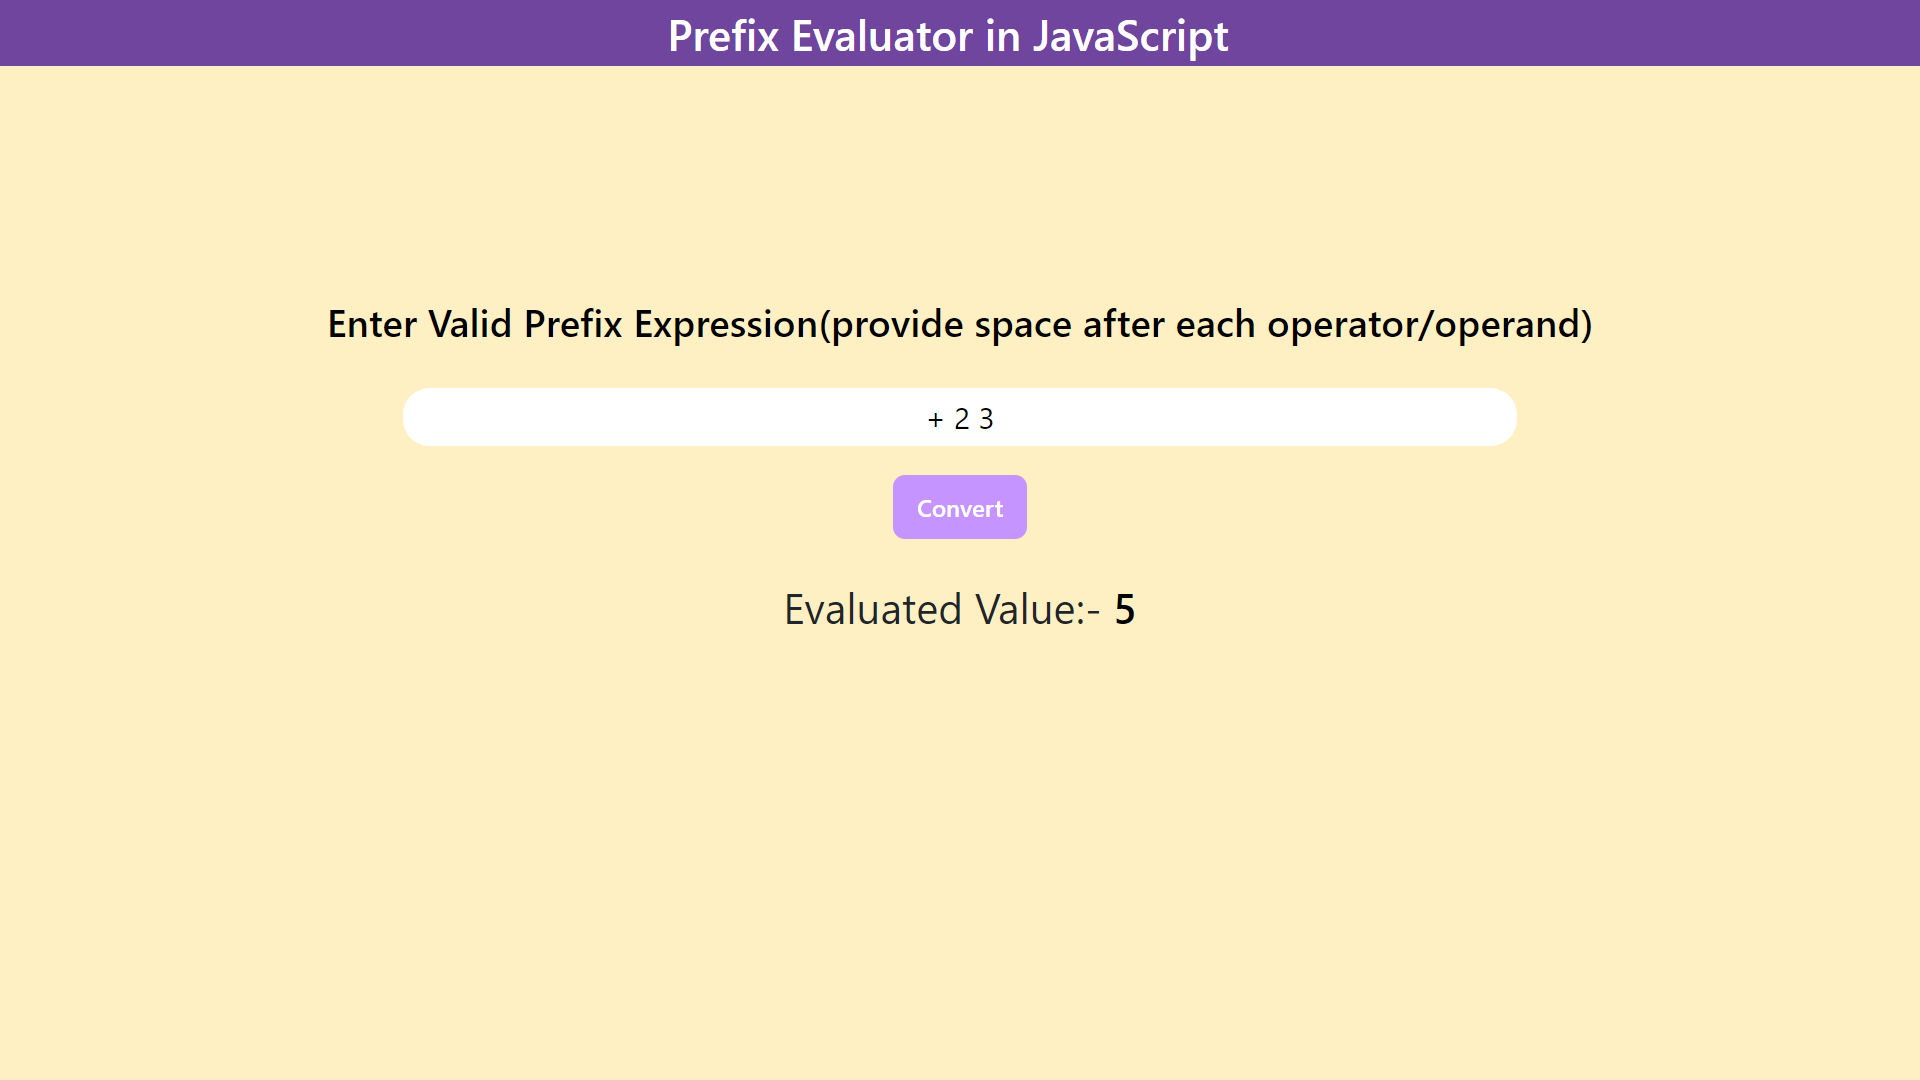 Prefix Evaluator in JavaScript
Enter Valid Prefix Expression(provide space after each operator/operand)
+ 2 3
Convert
Evaluated Value:- 5